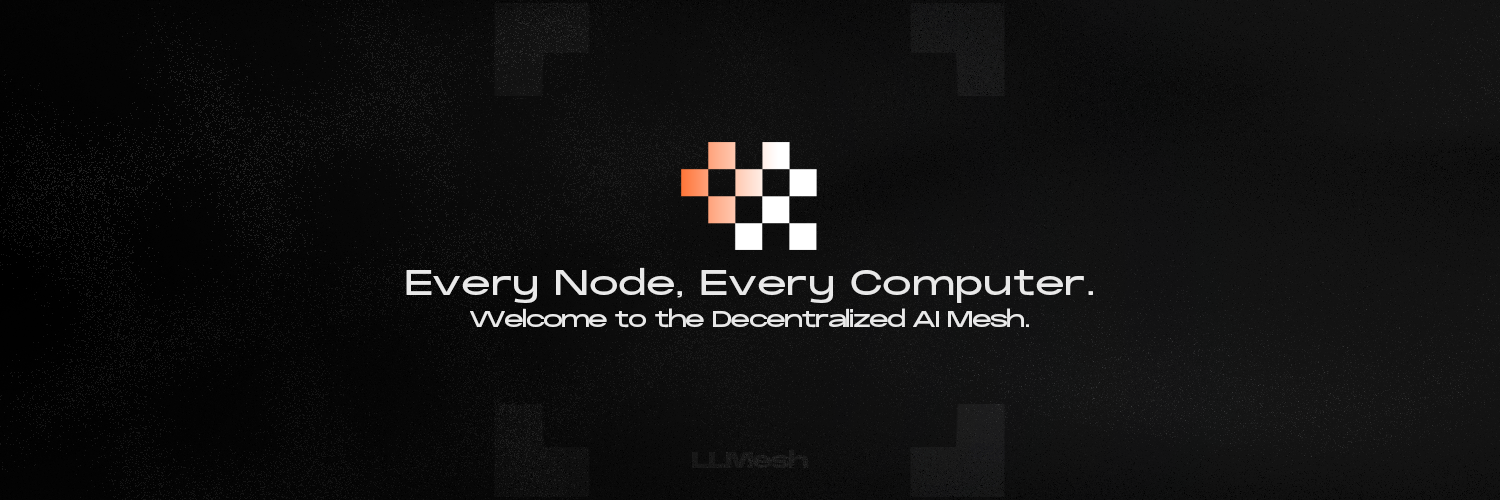 Every Node, Every Computer.
Welcome to the Decentralized AI Mesh.
LLMesh